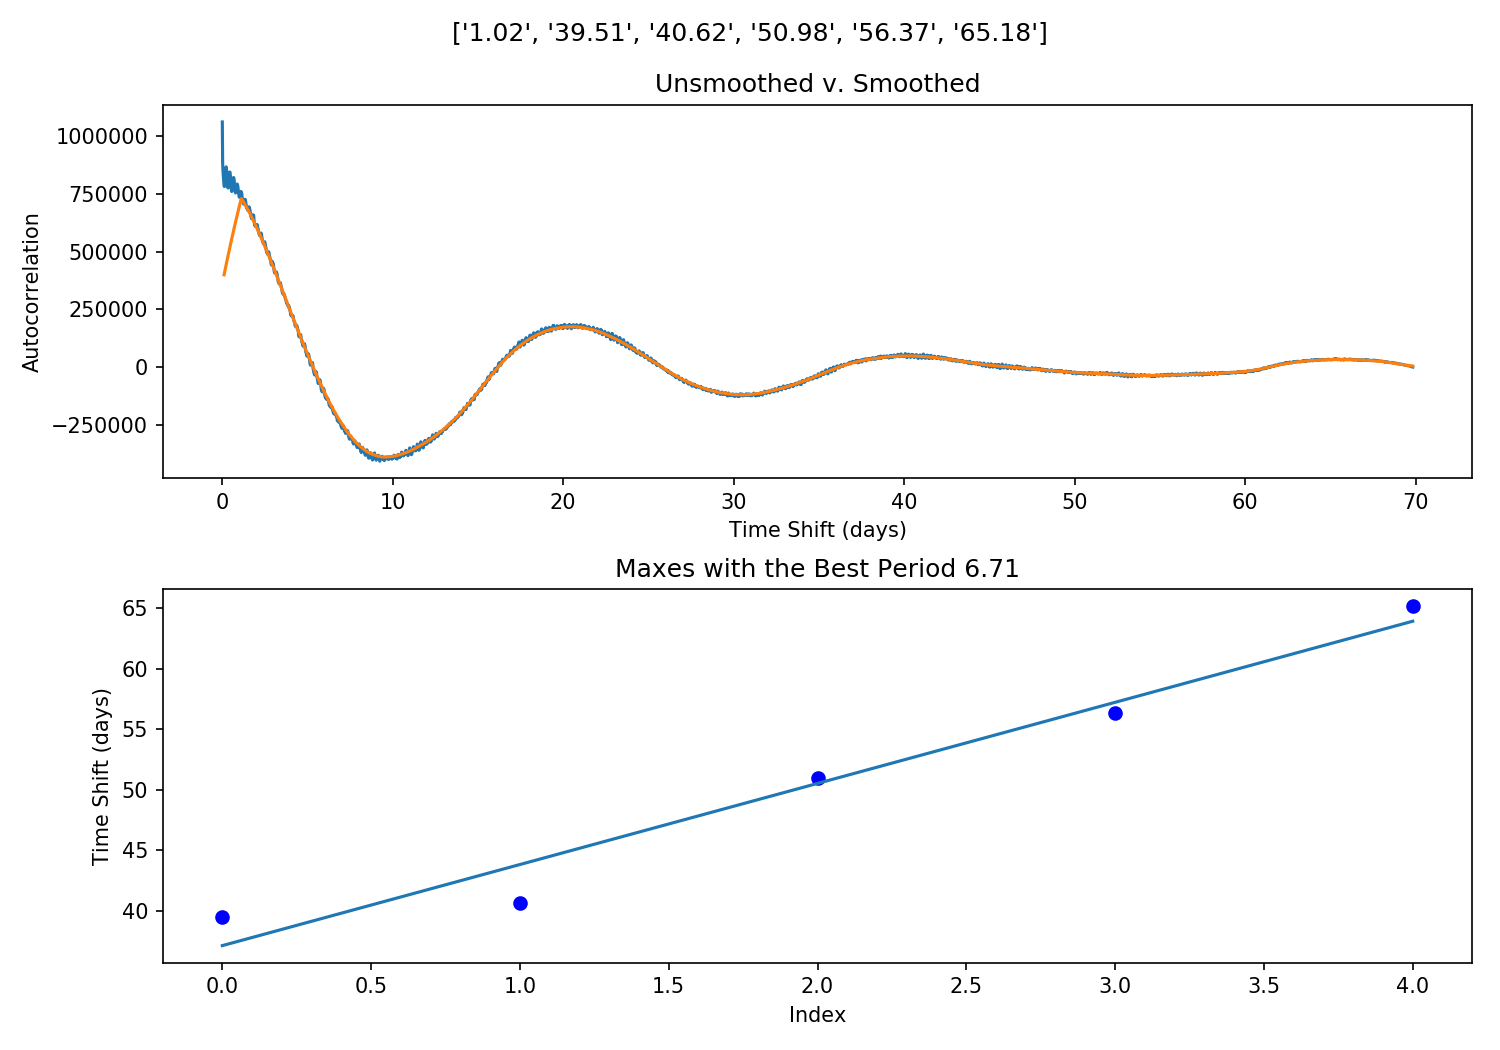 ['1.02', '39.51', '40.62', '50.98', '56.37', '65.18']
Unsmoothed v. Smoothed
1000000
750000
500000
250000
0
−250000
Autocorrelation
0 10 20 30 40 50 60 70
Time Shift (days)
Maxes with the Best Period 6.71
65
60
55
50
45
40
Time Shift (days)
0.0 0.5 1.0 1.5 2.0 2.5 3.0 3.5 4.0
Index